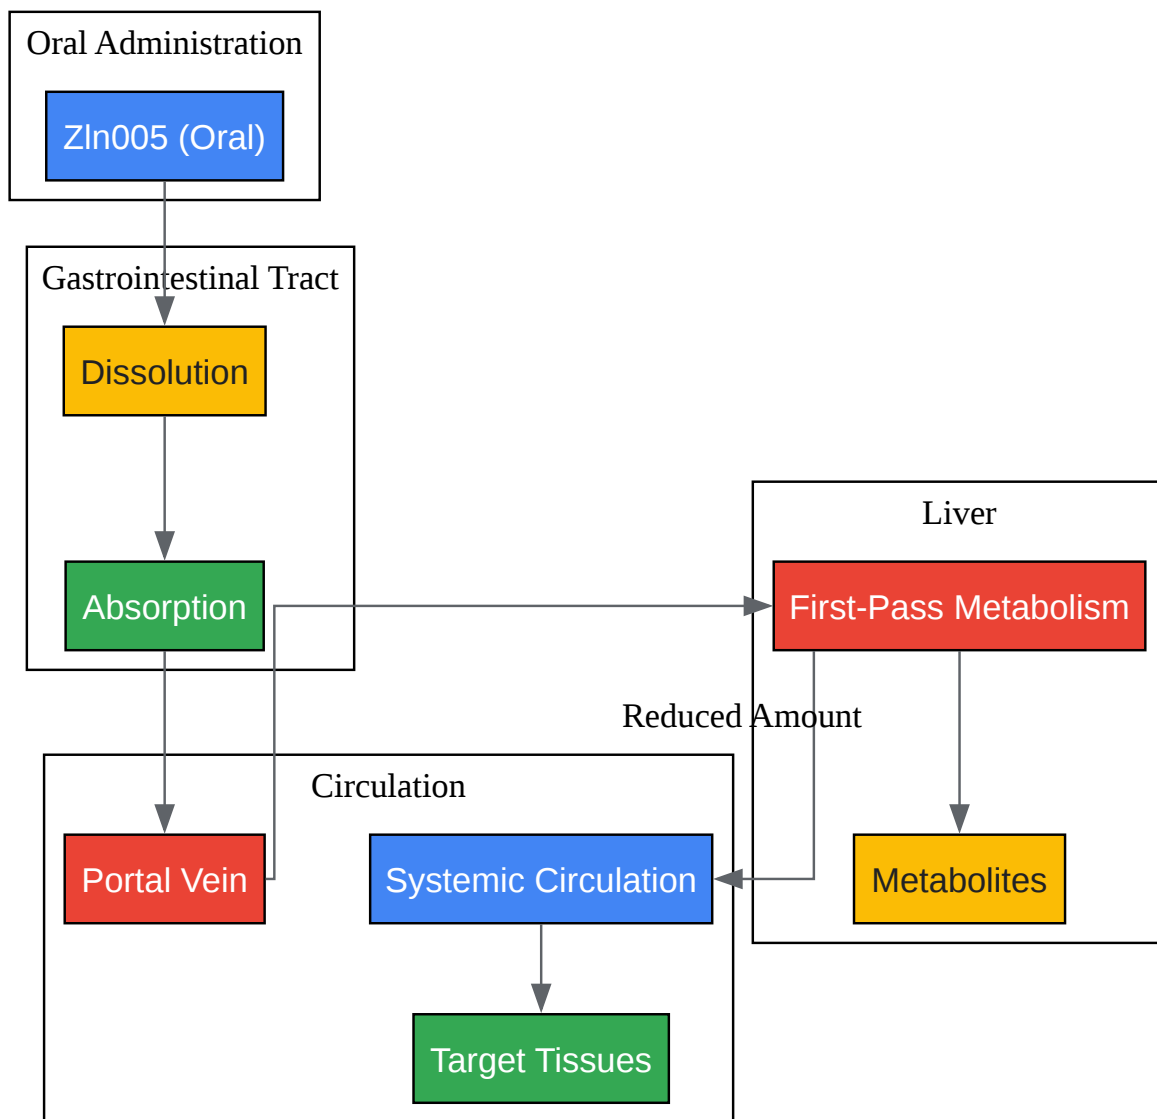 Oral Administration
Zln005 (Oral)
Gastrointestinal Tract
Dissolution
Absorption
Liver
First-Pass Metabolism
Reduced Amount
Circulation
Portal Vein
Systemic Circulation
Metabolites
Target Tissues